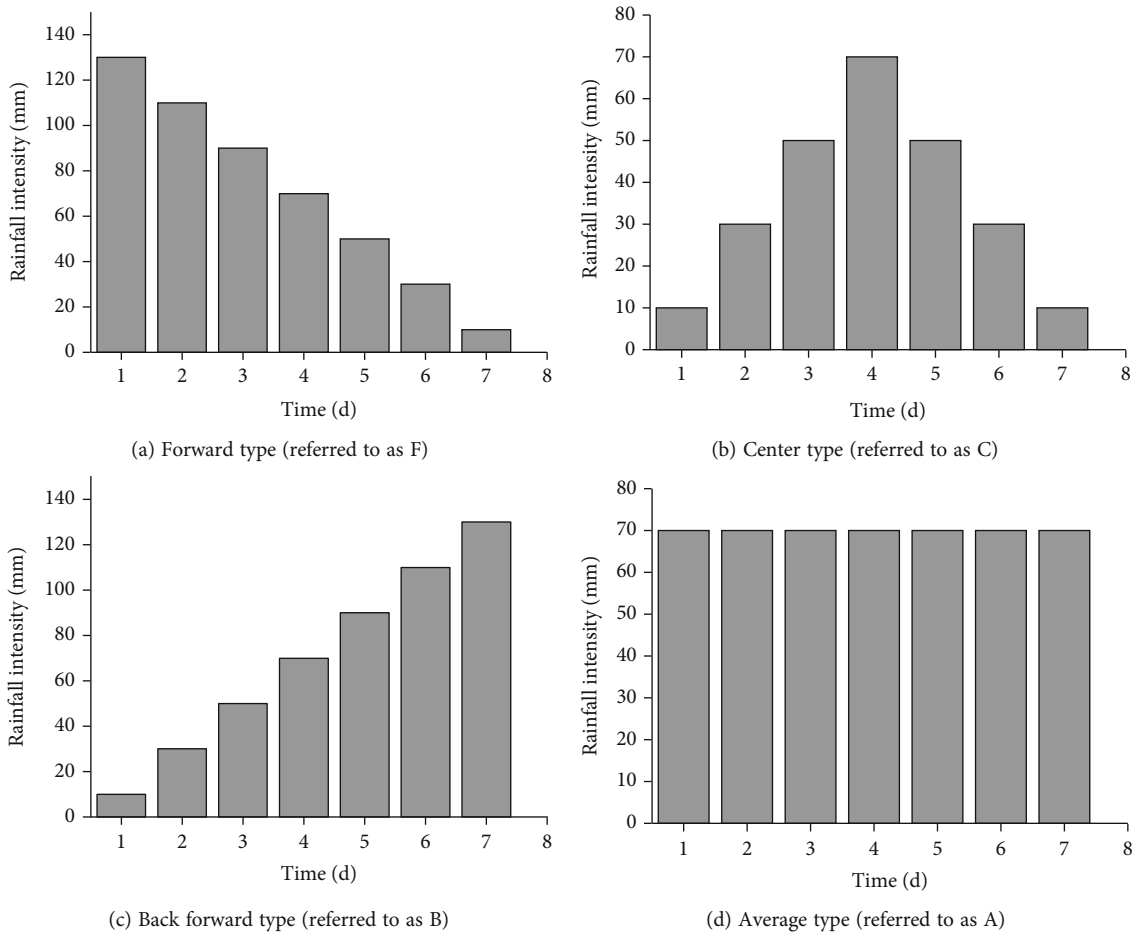 140
120
100
80
60
40
20
0
Rainfall intensity (mm)
1 2 3 4 5 6 7 8
Time (d)
(a) Forward type (referred to as F)
80
70
60
50
40
30
20
10
0
Rainfall intensity (mm)
1 2 3 4 5 6 7 8
Time (d)
(b) Center type (referred to as C)
140
120
100
80
60
40
20
0
Rainfall intensity (mm)
1 2 3 4 5 6 7 8
Time (d)
(c) Back forward type (referred to as B)
80
70
60
50
40
30
20
10
0
Rainfall intensity (mm)
1 2 3 4 5 6 7 8
Time (d)
(d) Average type (referred to as A)